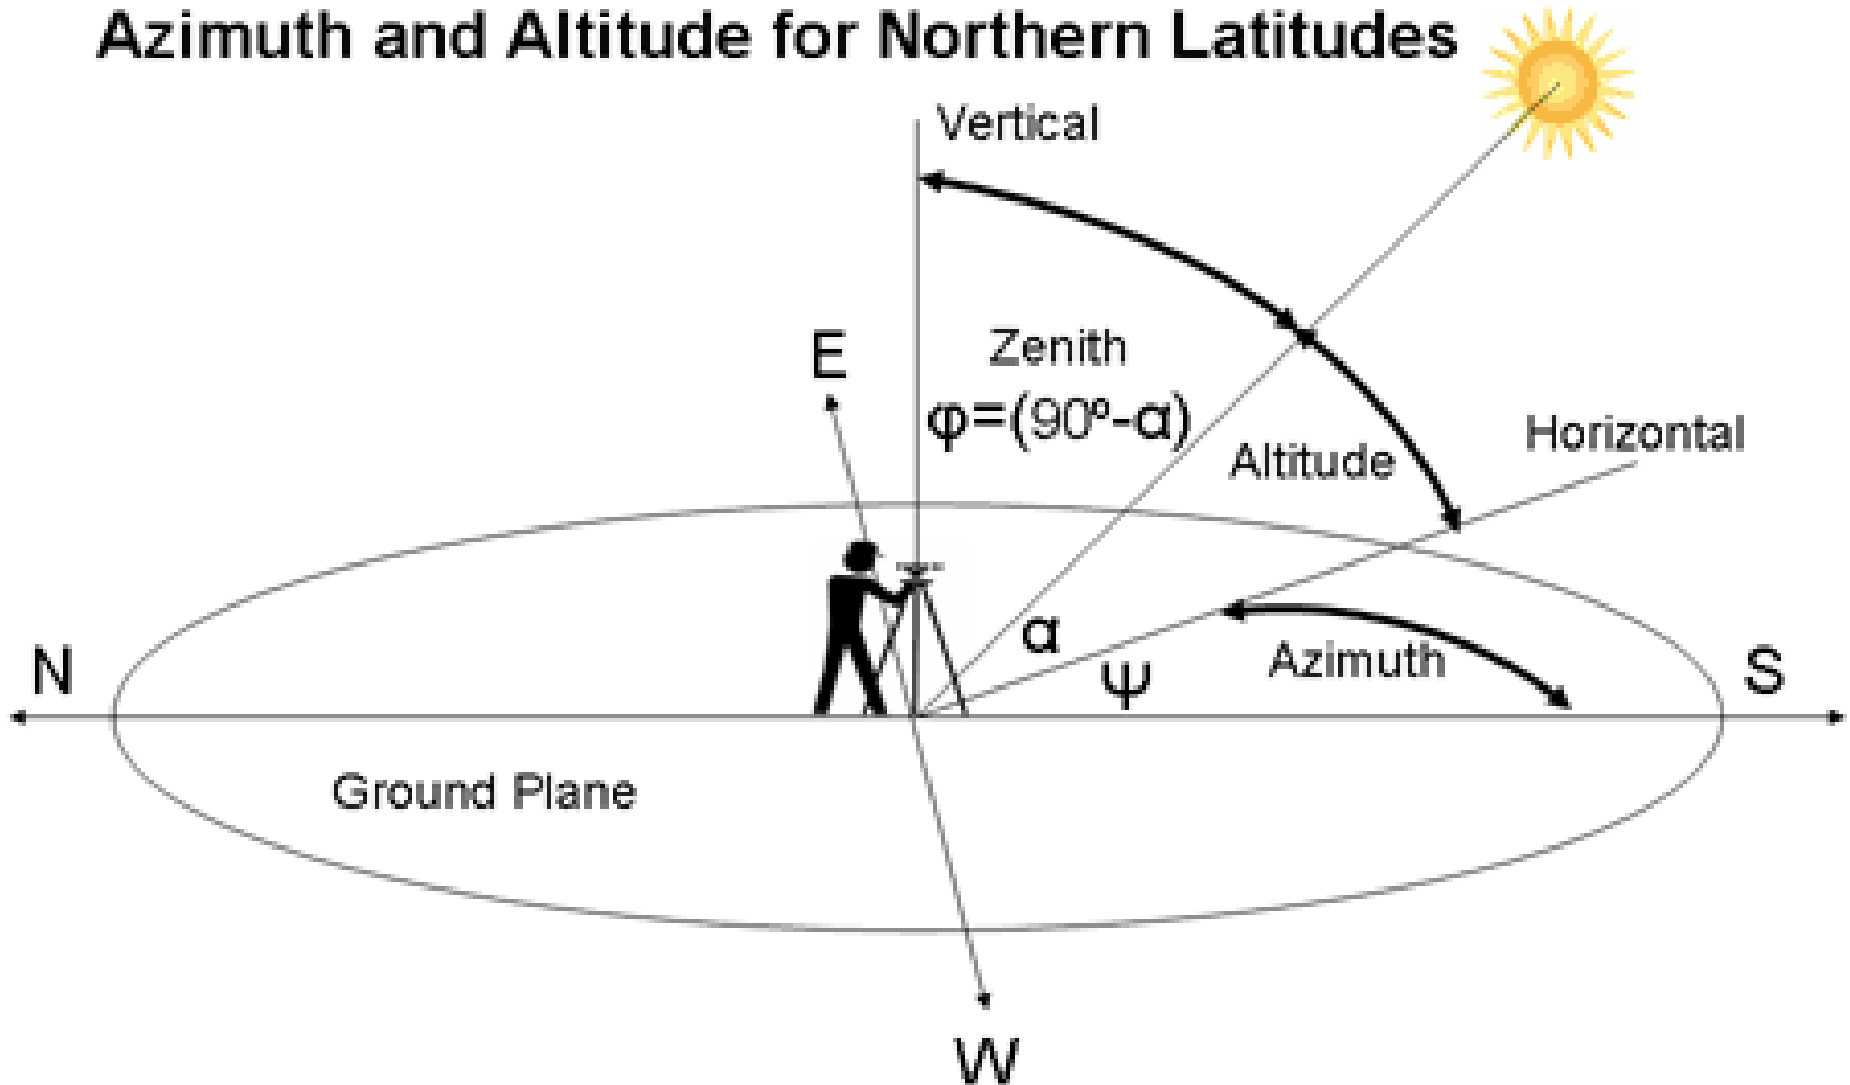 Azimuth and Altitude for Northern Latitudes
Vertical
E
Zenith
φ=(90º-α)
Altitude
Horizontal
α
Azimuth
ψ
N
S
Ground Plane
W